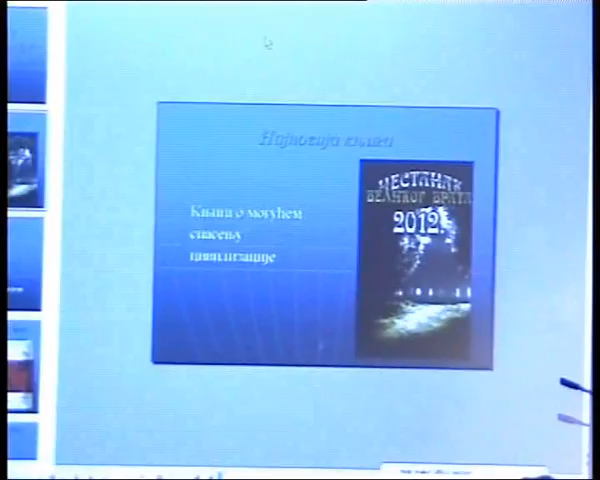 Најновија књига
Књига о могућем
спасењу
цивилизације
НЕСТАНАК
ВЕЛИКОГ БРАТА
2012.